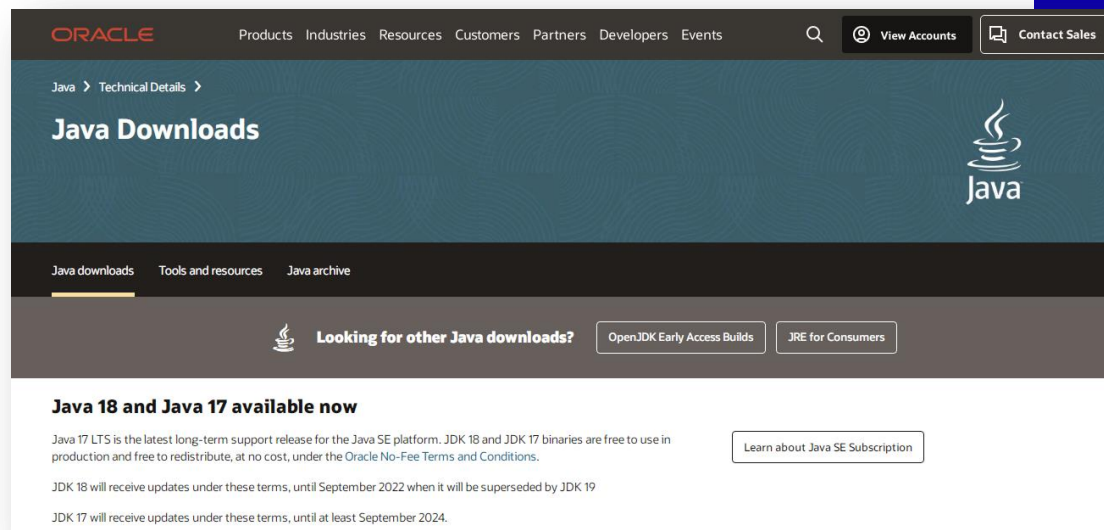 ORACLE Products Industries Resources Customers Partners Developers Events View Accounts Contact Sales
Java Technical Details
Java Downloads
Java
Java downloads Tools and resources Java archive
Looking for other Java downloads? OpenJDK Early Access Builds JRE for Consumers
Java 18 and Java 17 available now
Java 17 LTS is the latest long-term support release for the Java SE platform. JDK 18 and JDK 17 binaries are free to use in
production and free to redistribute, at no cost, under the Oracle No-Fee Terms and Conditions.
Learn about Java SE Subscription
JDK 18 will receive updates under these terms, until September 2022 when it will be superseded by JDK 19
JDK 17 will receive updates under these terms, until at least September 2024.